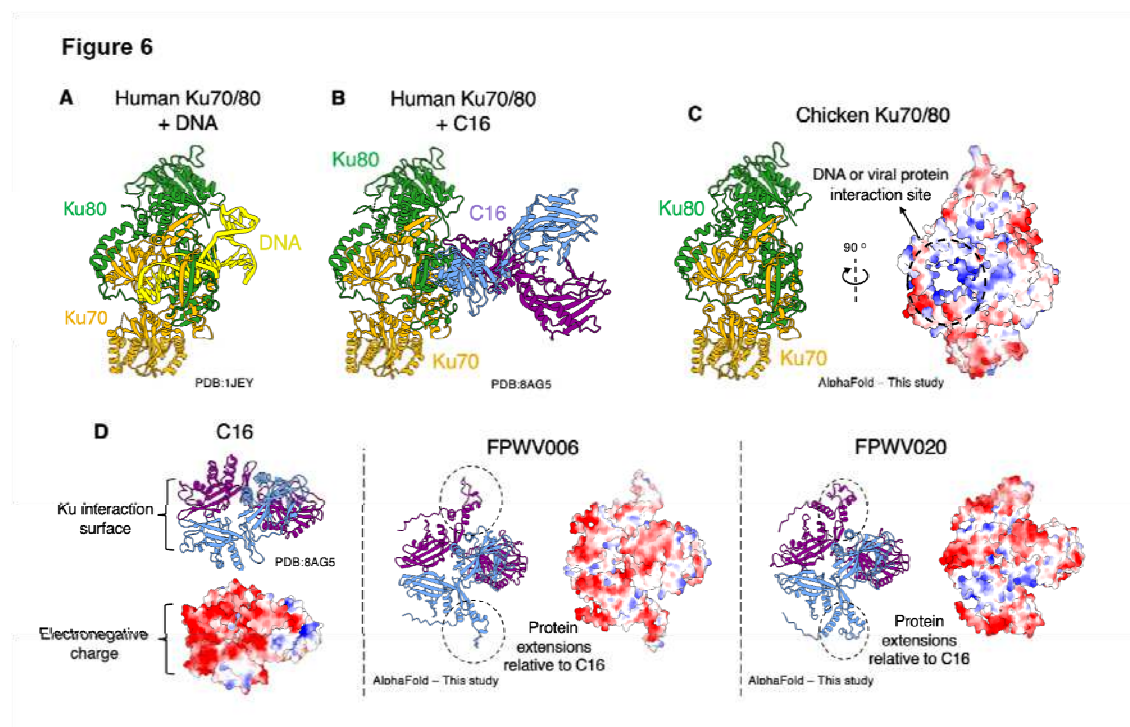 Figure 6
A
Human Ku70/80
+ DNA
Ku80
DNA
Ku70
PDB:1JEY
B
Human Ku70/80
+ C16
Ku80
C16
Ku70
PDB:8AG5
C
Chicken Ku70/80
DNA or viral protein
interaction site
Ku80
90 °
Ku70
AlphaFold – This study
D
C16
Ku interaction
surface
PDB:8AG5
Electronegative
charge
FPWV006
Protein
extensions
relative to C16
AlphaFold – This study
FPWV020
Protein
extensions
relative to C16
AlphaFold – This study